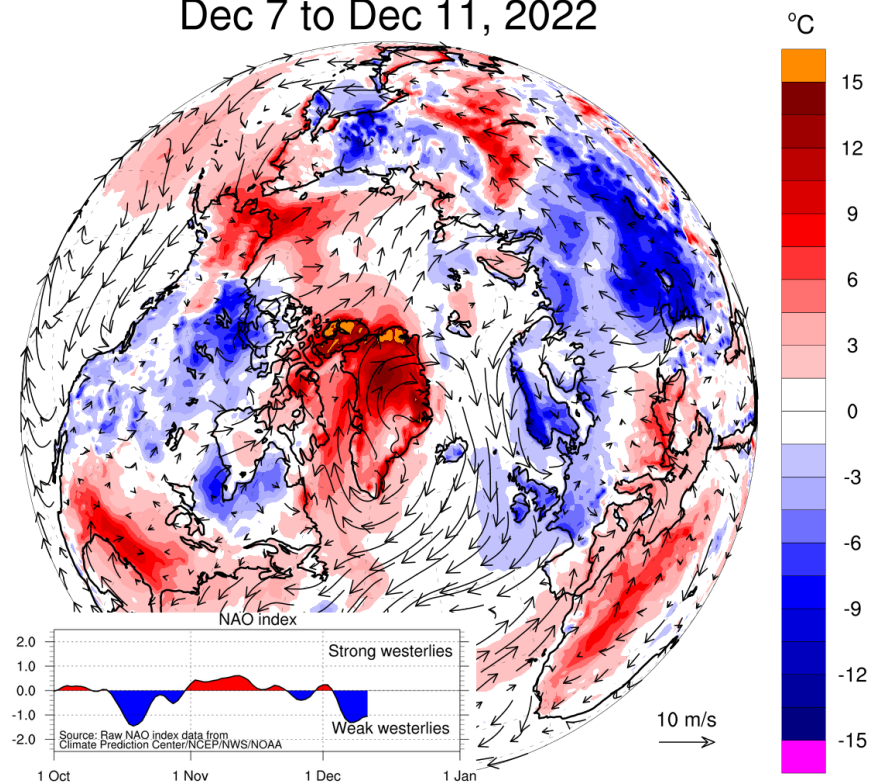 Dec 7 to Dec 11, 2022
oC
15
12
9
6
3
0
-3
-6
-9
-12
-15
10 m/s
NAO index
2.0
1.0
0.0
-1.0
-2.0
Strong westerlies
Weak westerlies
Source: Raw NAO index data from
Climate Prediction Center/NCEP/NWS/NOAA
1 Oct 1 Nov 1 Dec 1 Jan